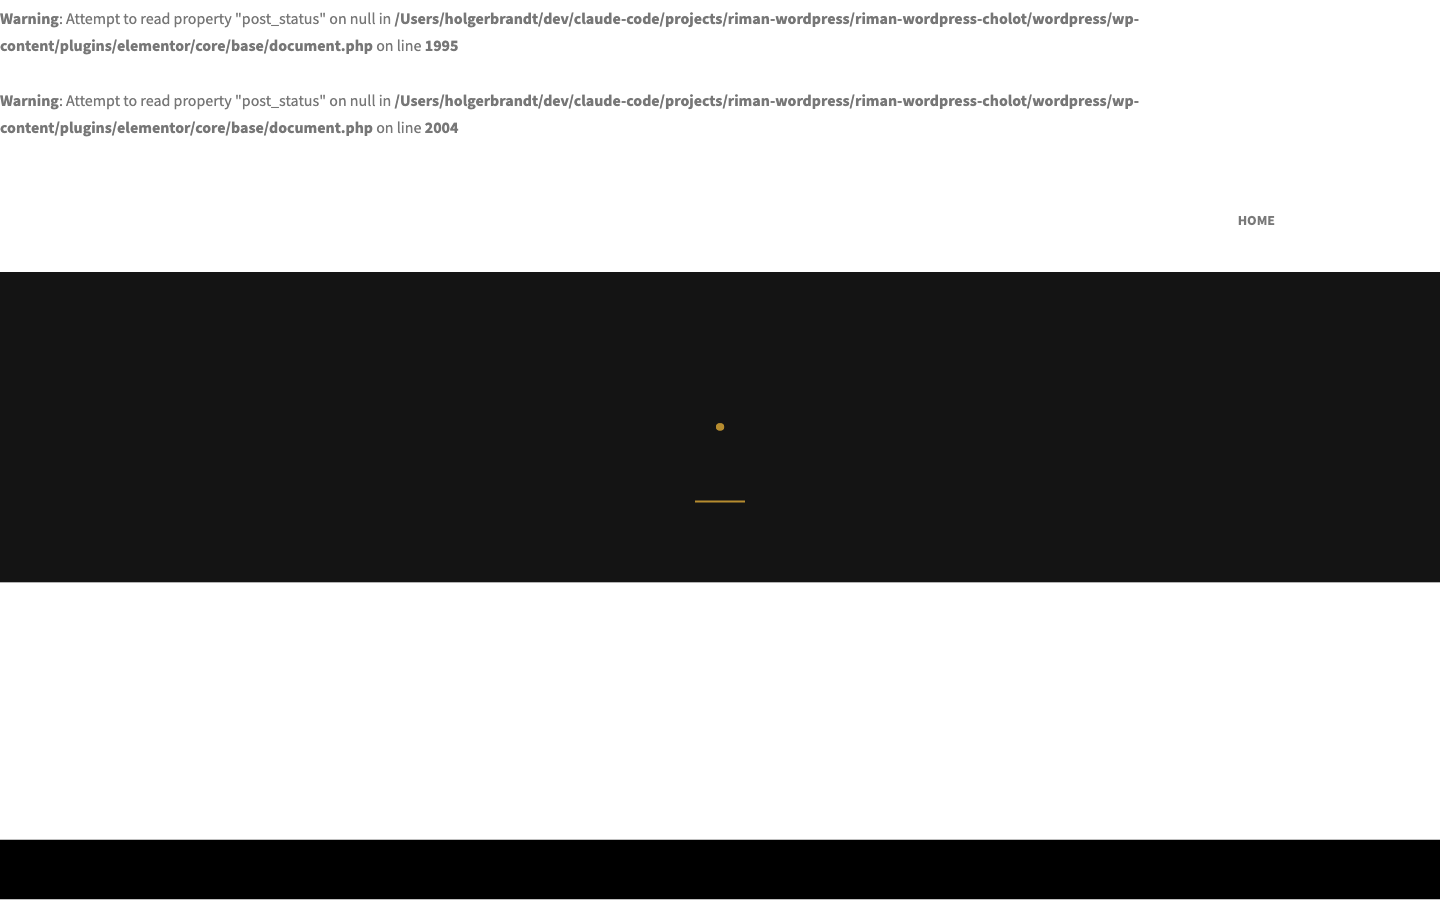 Warning: Attempt to read property "post_status" on null in /Users/holgerbrandt/dev/claude-code/projects/riman-wordpress/riman-wordpress-cholot/wordpress/wp-
content/plugins/elementor/core/base/document.php on line 1995
Warning: Attempt to read property "post_status" on null in /Users/holgerbrandt/dev/claude-code/projects/riman-wordpress/riman-wordpress-cholot/wordpress/wp-
content/plugins/elementor/core/base/document.php on line 2004
HOME